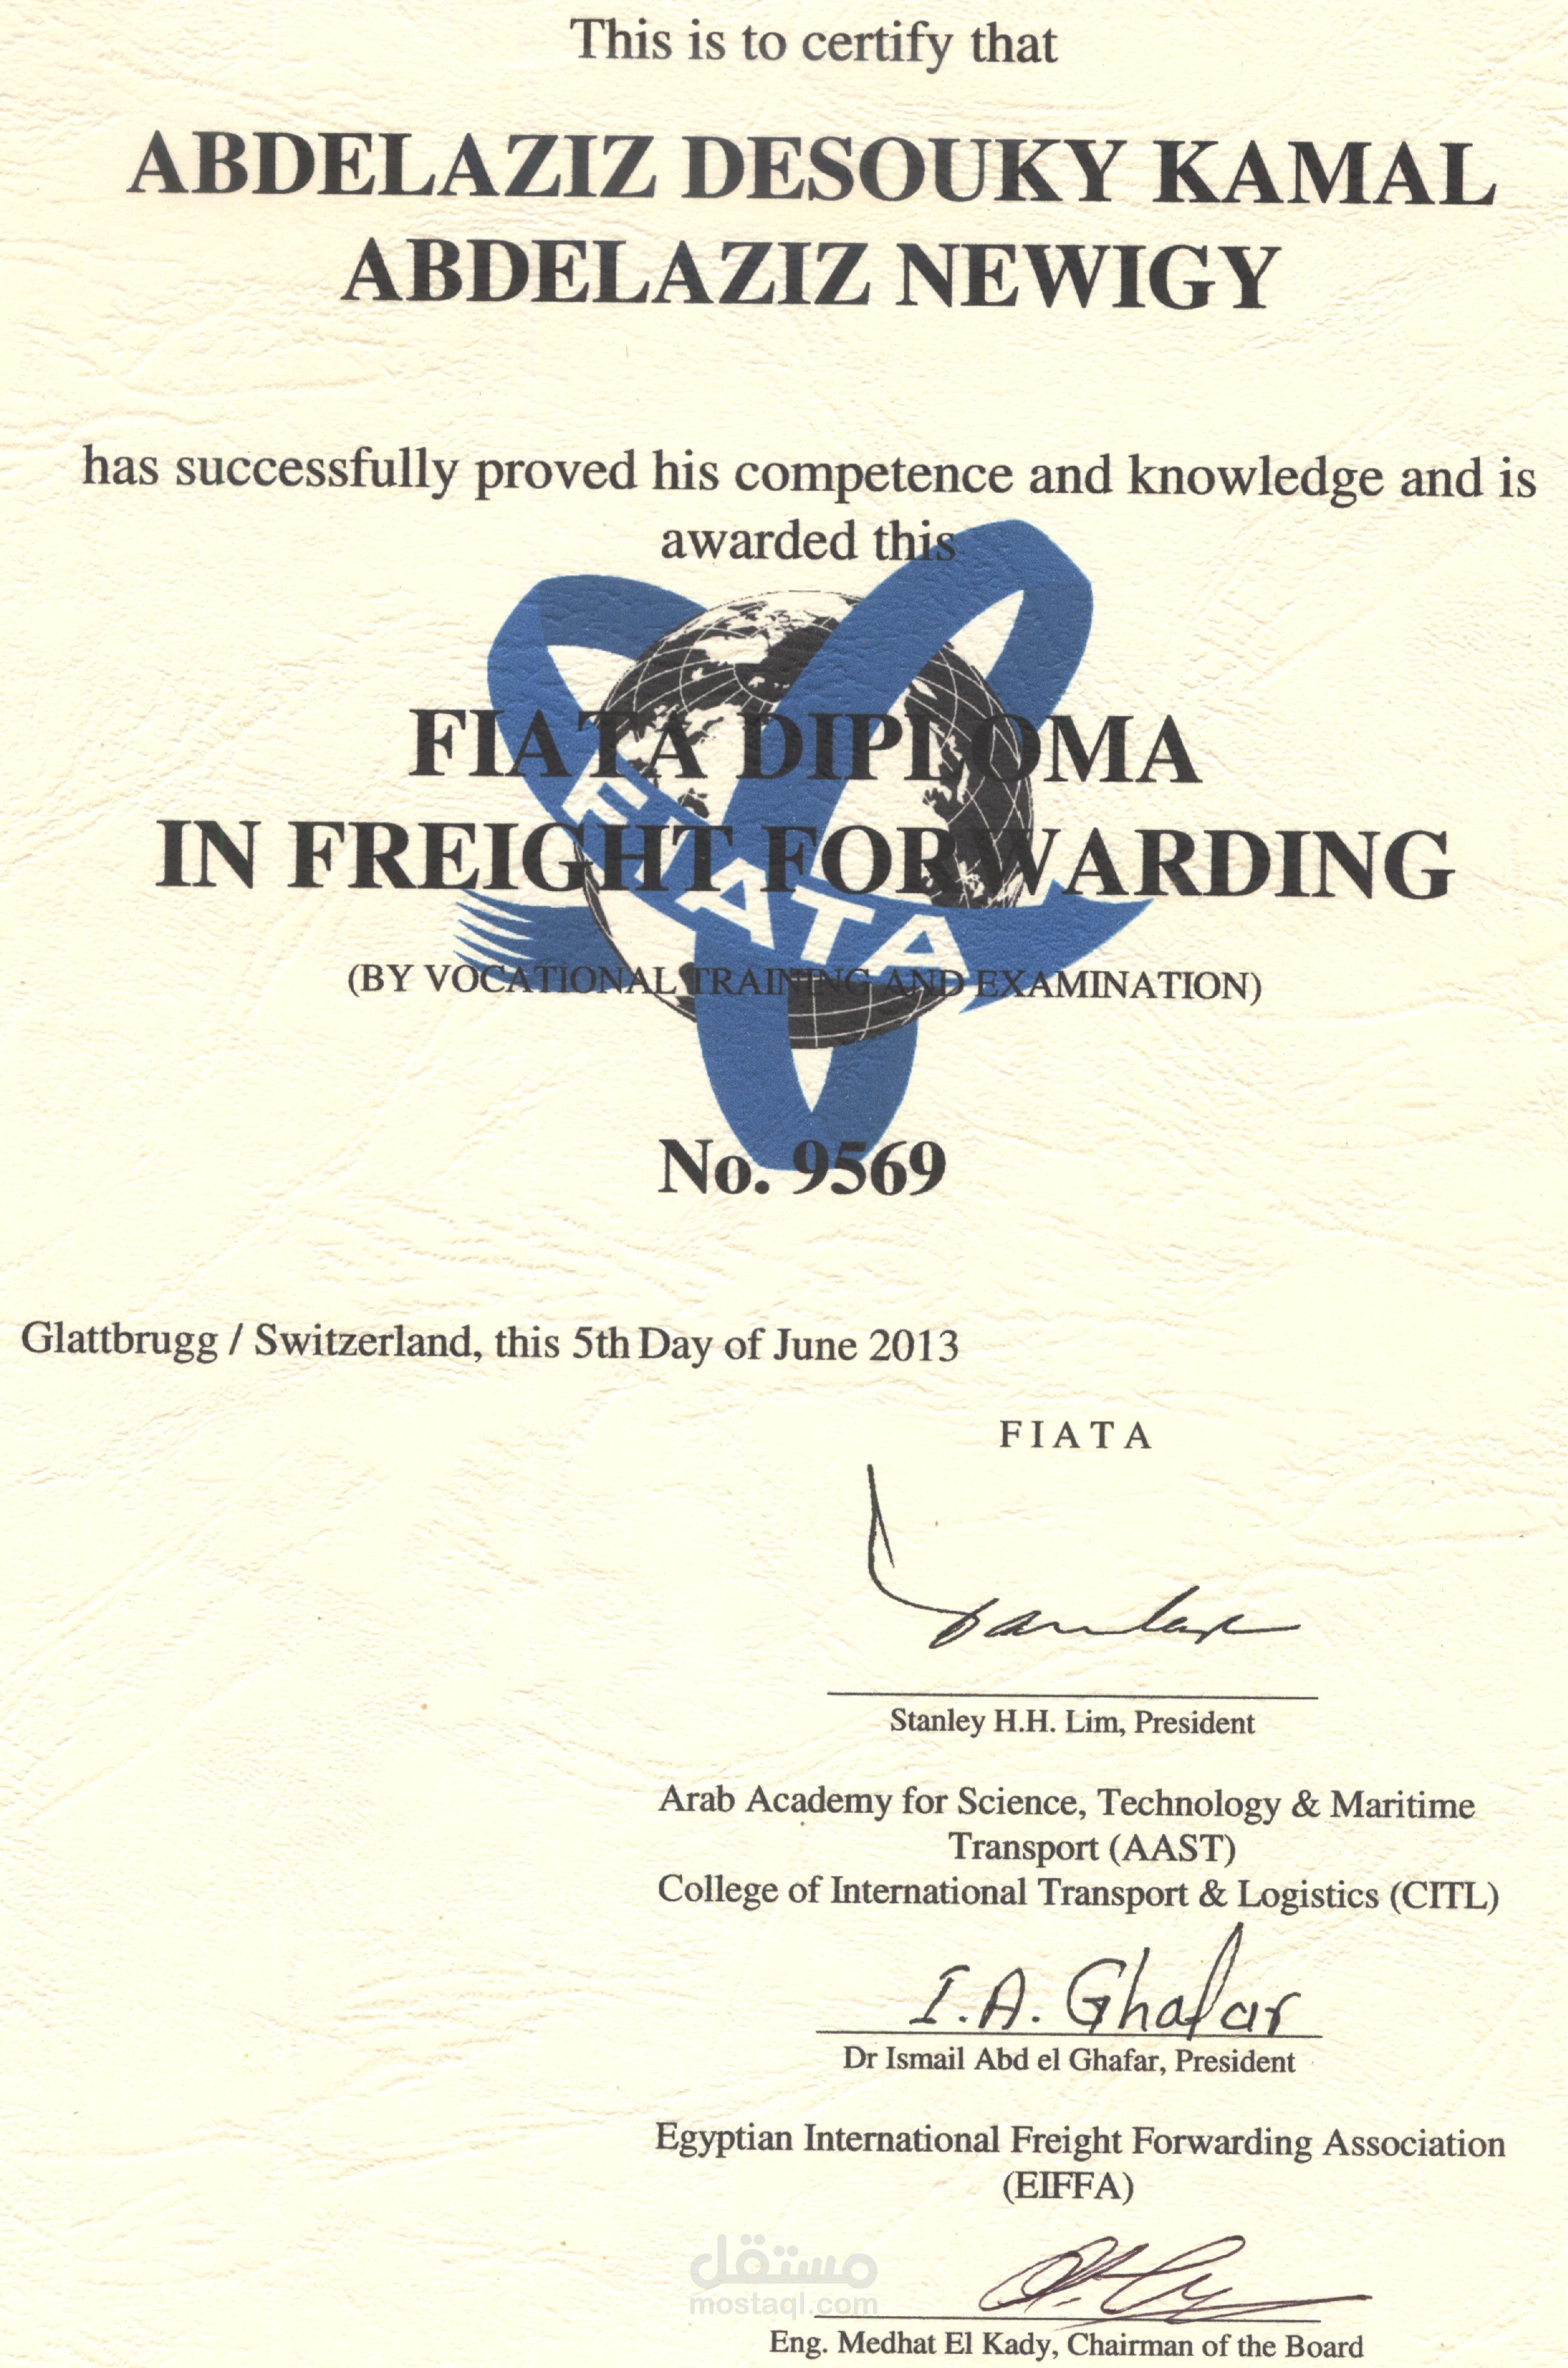 This is to certify that
ABDELAZIZ DESOUKY KAMAL
ABDELAZIZ NEWIGY
has successfully proved his competence and knowledge and is
awarded this
FIATA DIPLOMA
IN FREIGHT FORWARDING
FIATA
(BY VOCATIONAL TRAINING AND EXAMINATION)
No. 9569
Glattbrugg / Switzerland, this 5th Day of June 2013
FIATA
Stanley H.H. Lim, President
Arab Academy for Science, Technology & Maritime
Transport (AAST)
College of International Transport & Logistics (CITL)
I.A. Ghafar
Dr Ismail Abd el Ghafar, President
Egyptian International Freight Forwarding Association
(EIFFA)
مستقل
mostaql.com
Eng. Medhat El Kady, Chairman of the Board